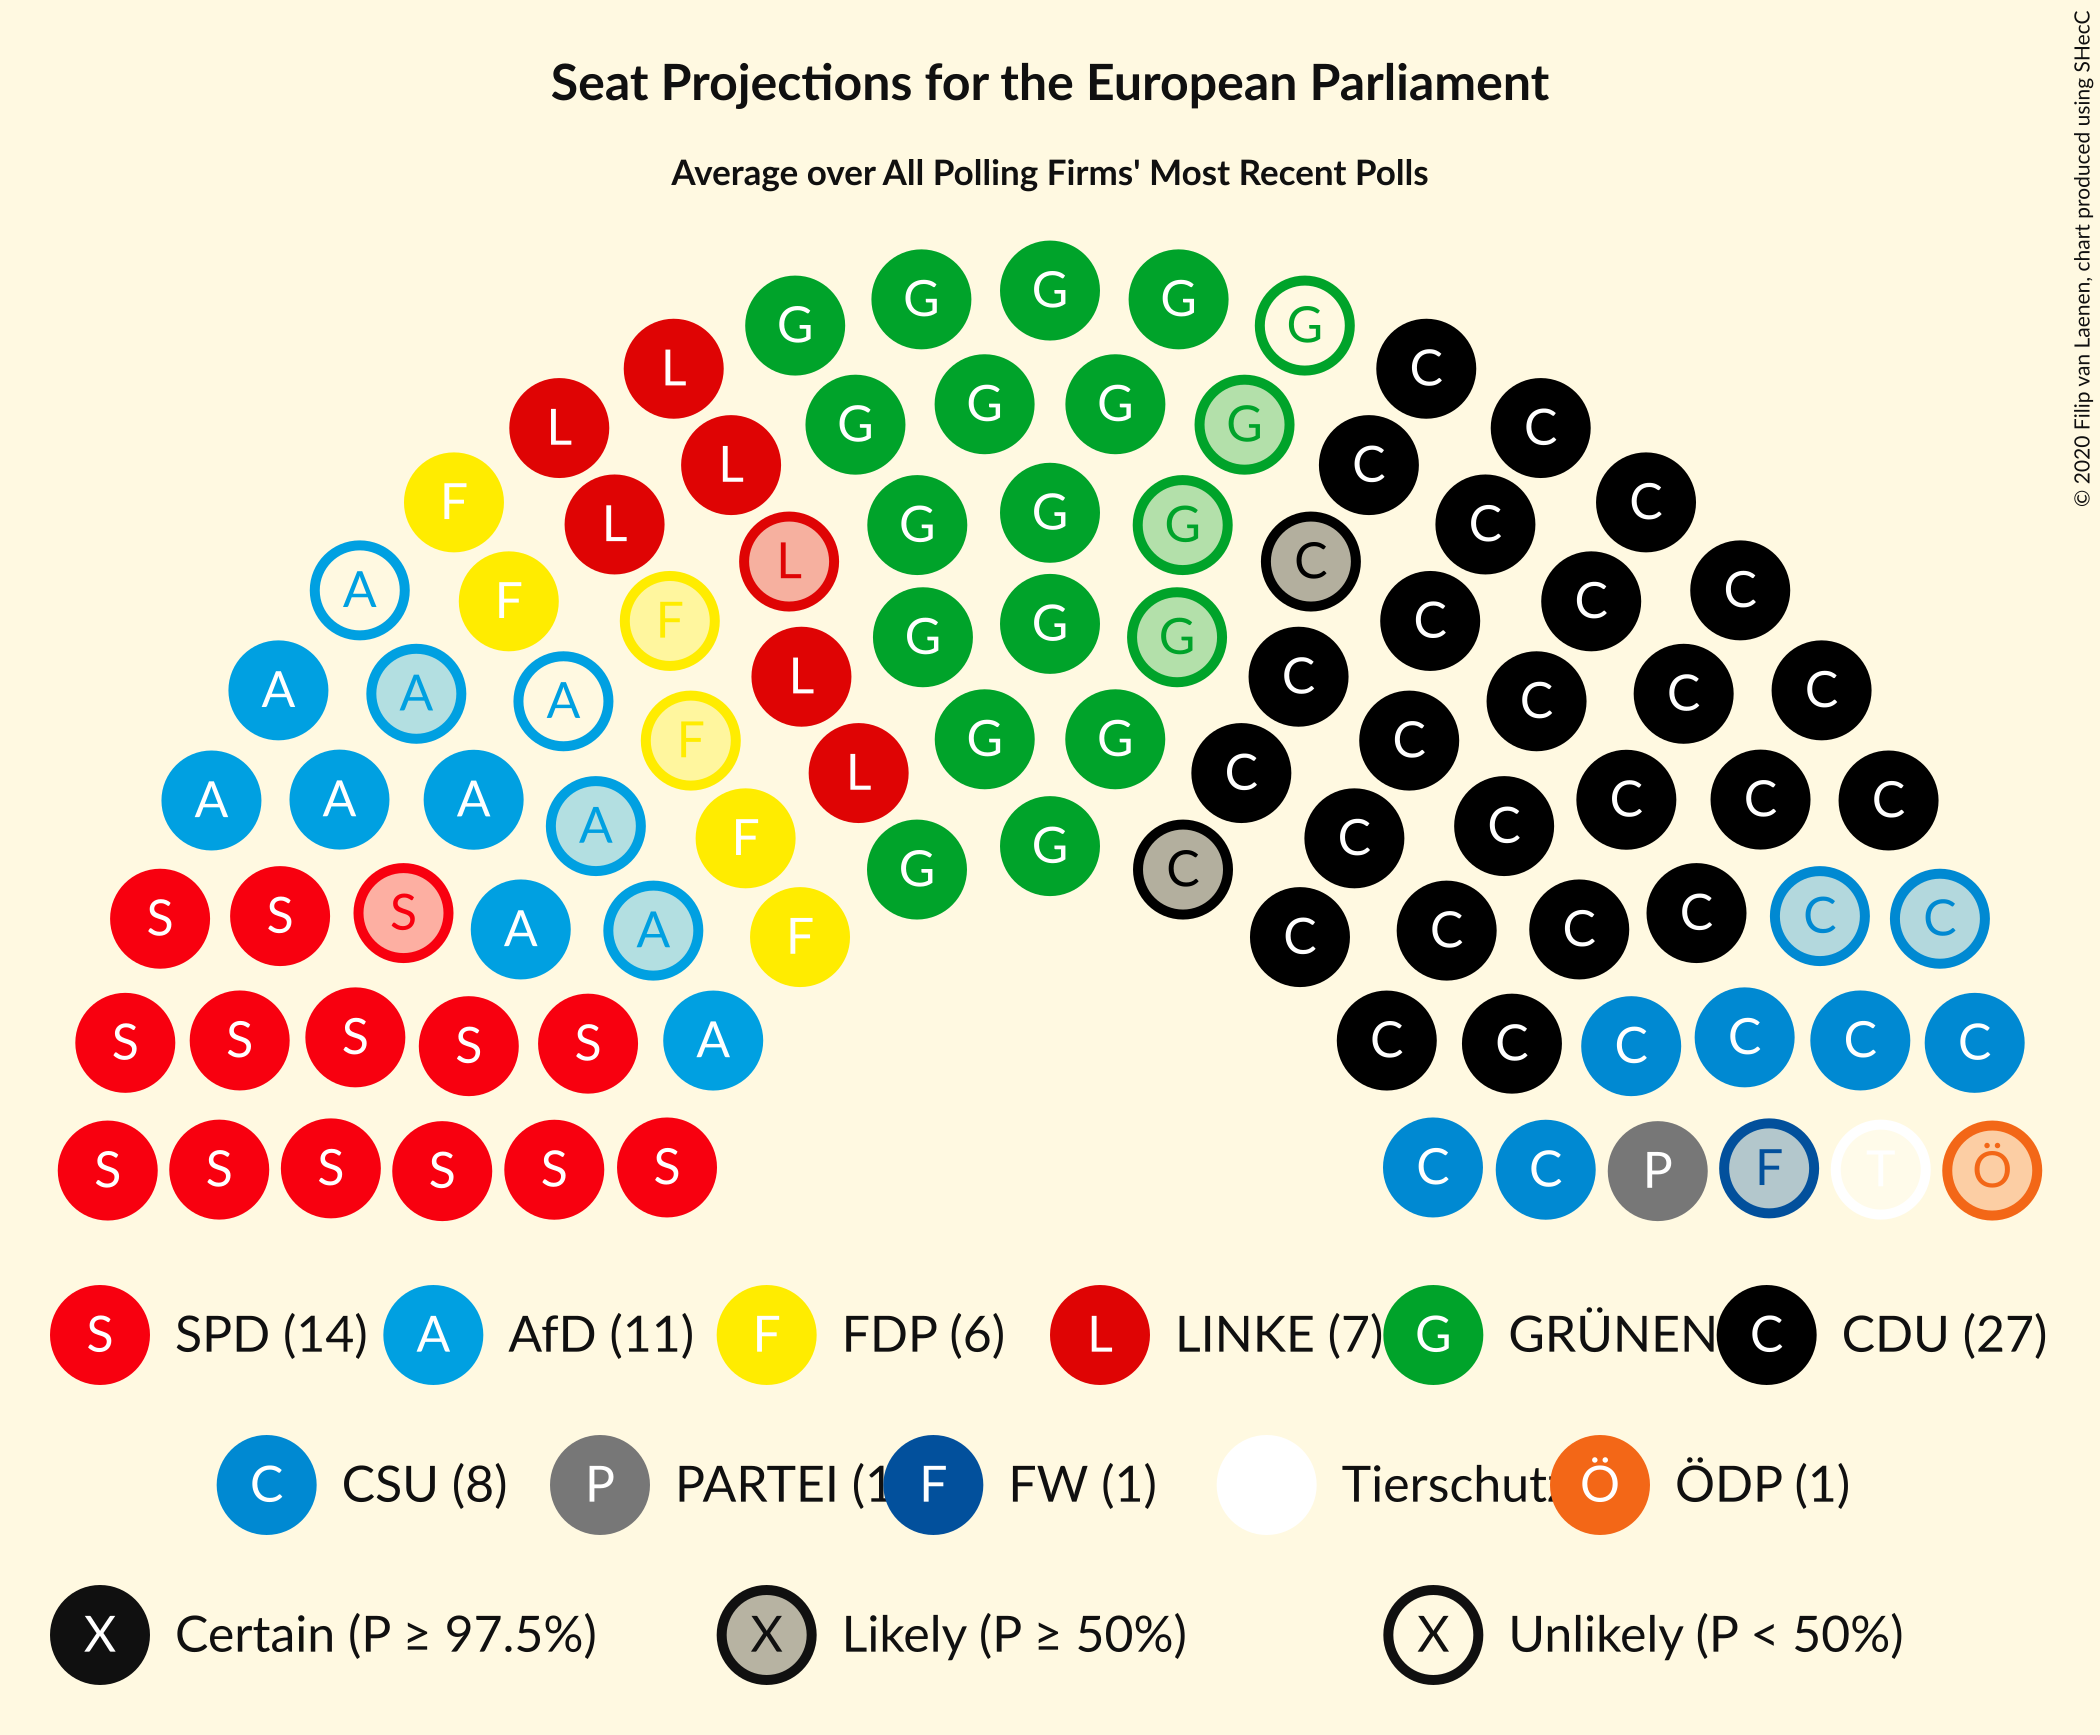 Seat Projections for the European Parliament
Average over All Polling Firms' Most Recent Polls
© 2020 Filip van Laenen, chart produced using SHecC
G G G G G
L G G G G C
L L G G G C C
F L L G G G C C C
A F F L G G C C C C
A A A F L G G C C C C C
A A A A F G G C C C C C C
S S S A A F C C C C C C
S S S S S A C C C C C C
S S S S S S C C P F T Ö
S SPD (14) A AfD (11) F FDP (6) L LINKE (7) G GRÜNEN C CDU (27)
C CSU (8) P PARTEI (1 F FW (1) Tierschutz Ö ÖDP (1)
X Certain (P ≥ 97.5%) X Likely (P ≥ 50%) X Unlikely (P < 50%)